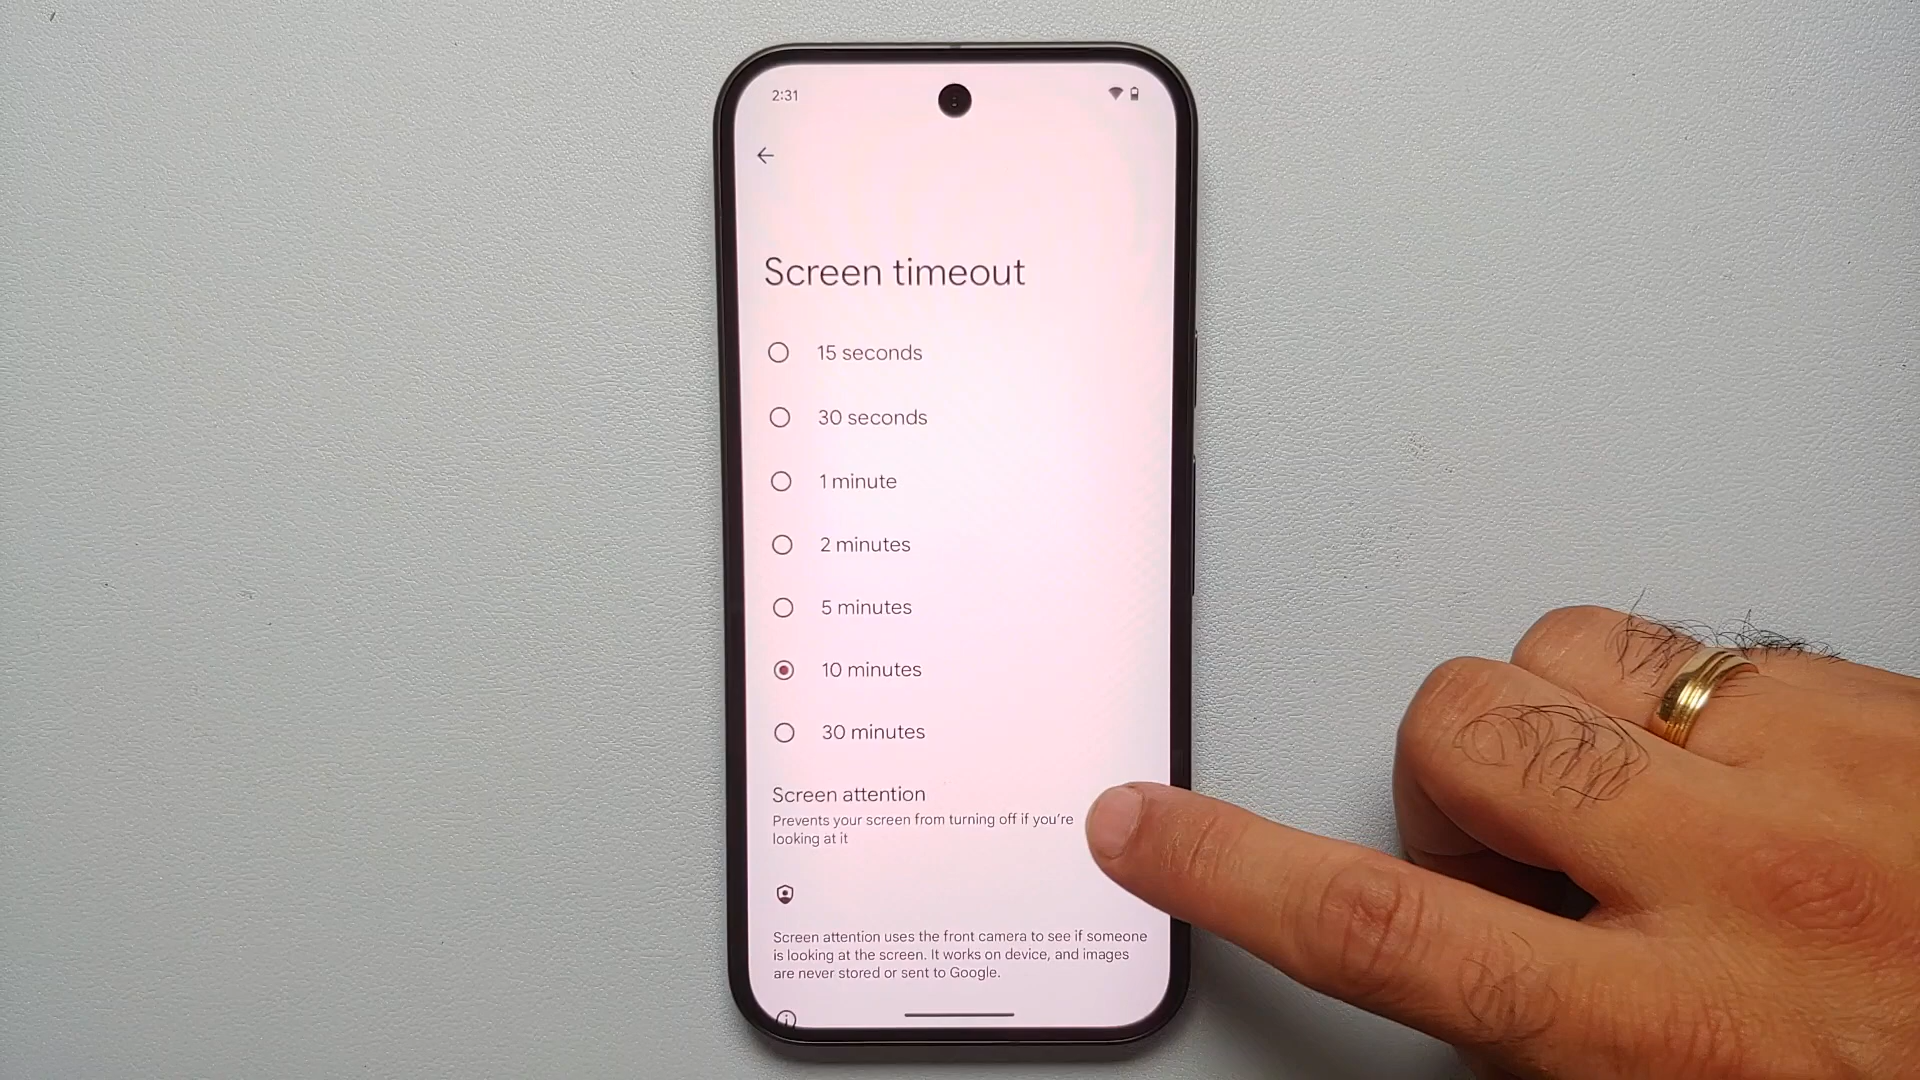 2:31
Screen timeout
15 seconds
30 seconds
1 minute
2 minutes
5 minutes
10 minutes
30 minutes
Screen attention
Prevents your screen from turning off if you're
looking at it
Screen attention uses the front camera to see if someone
is looking at the screen. It works on device, and images
are never stored or sent to Google.